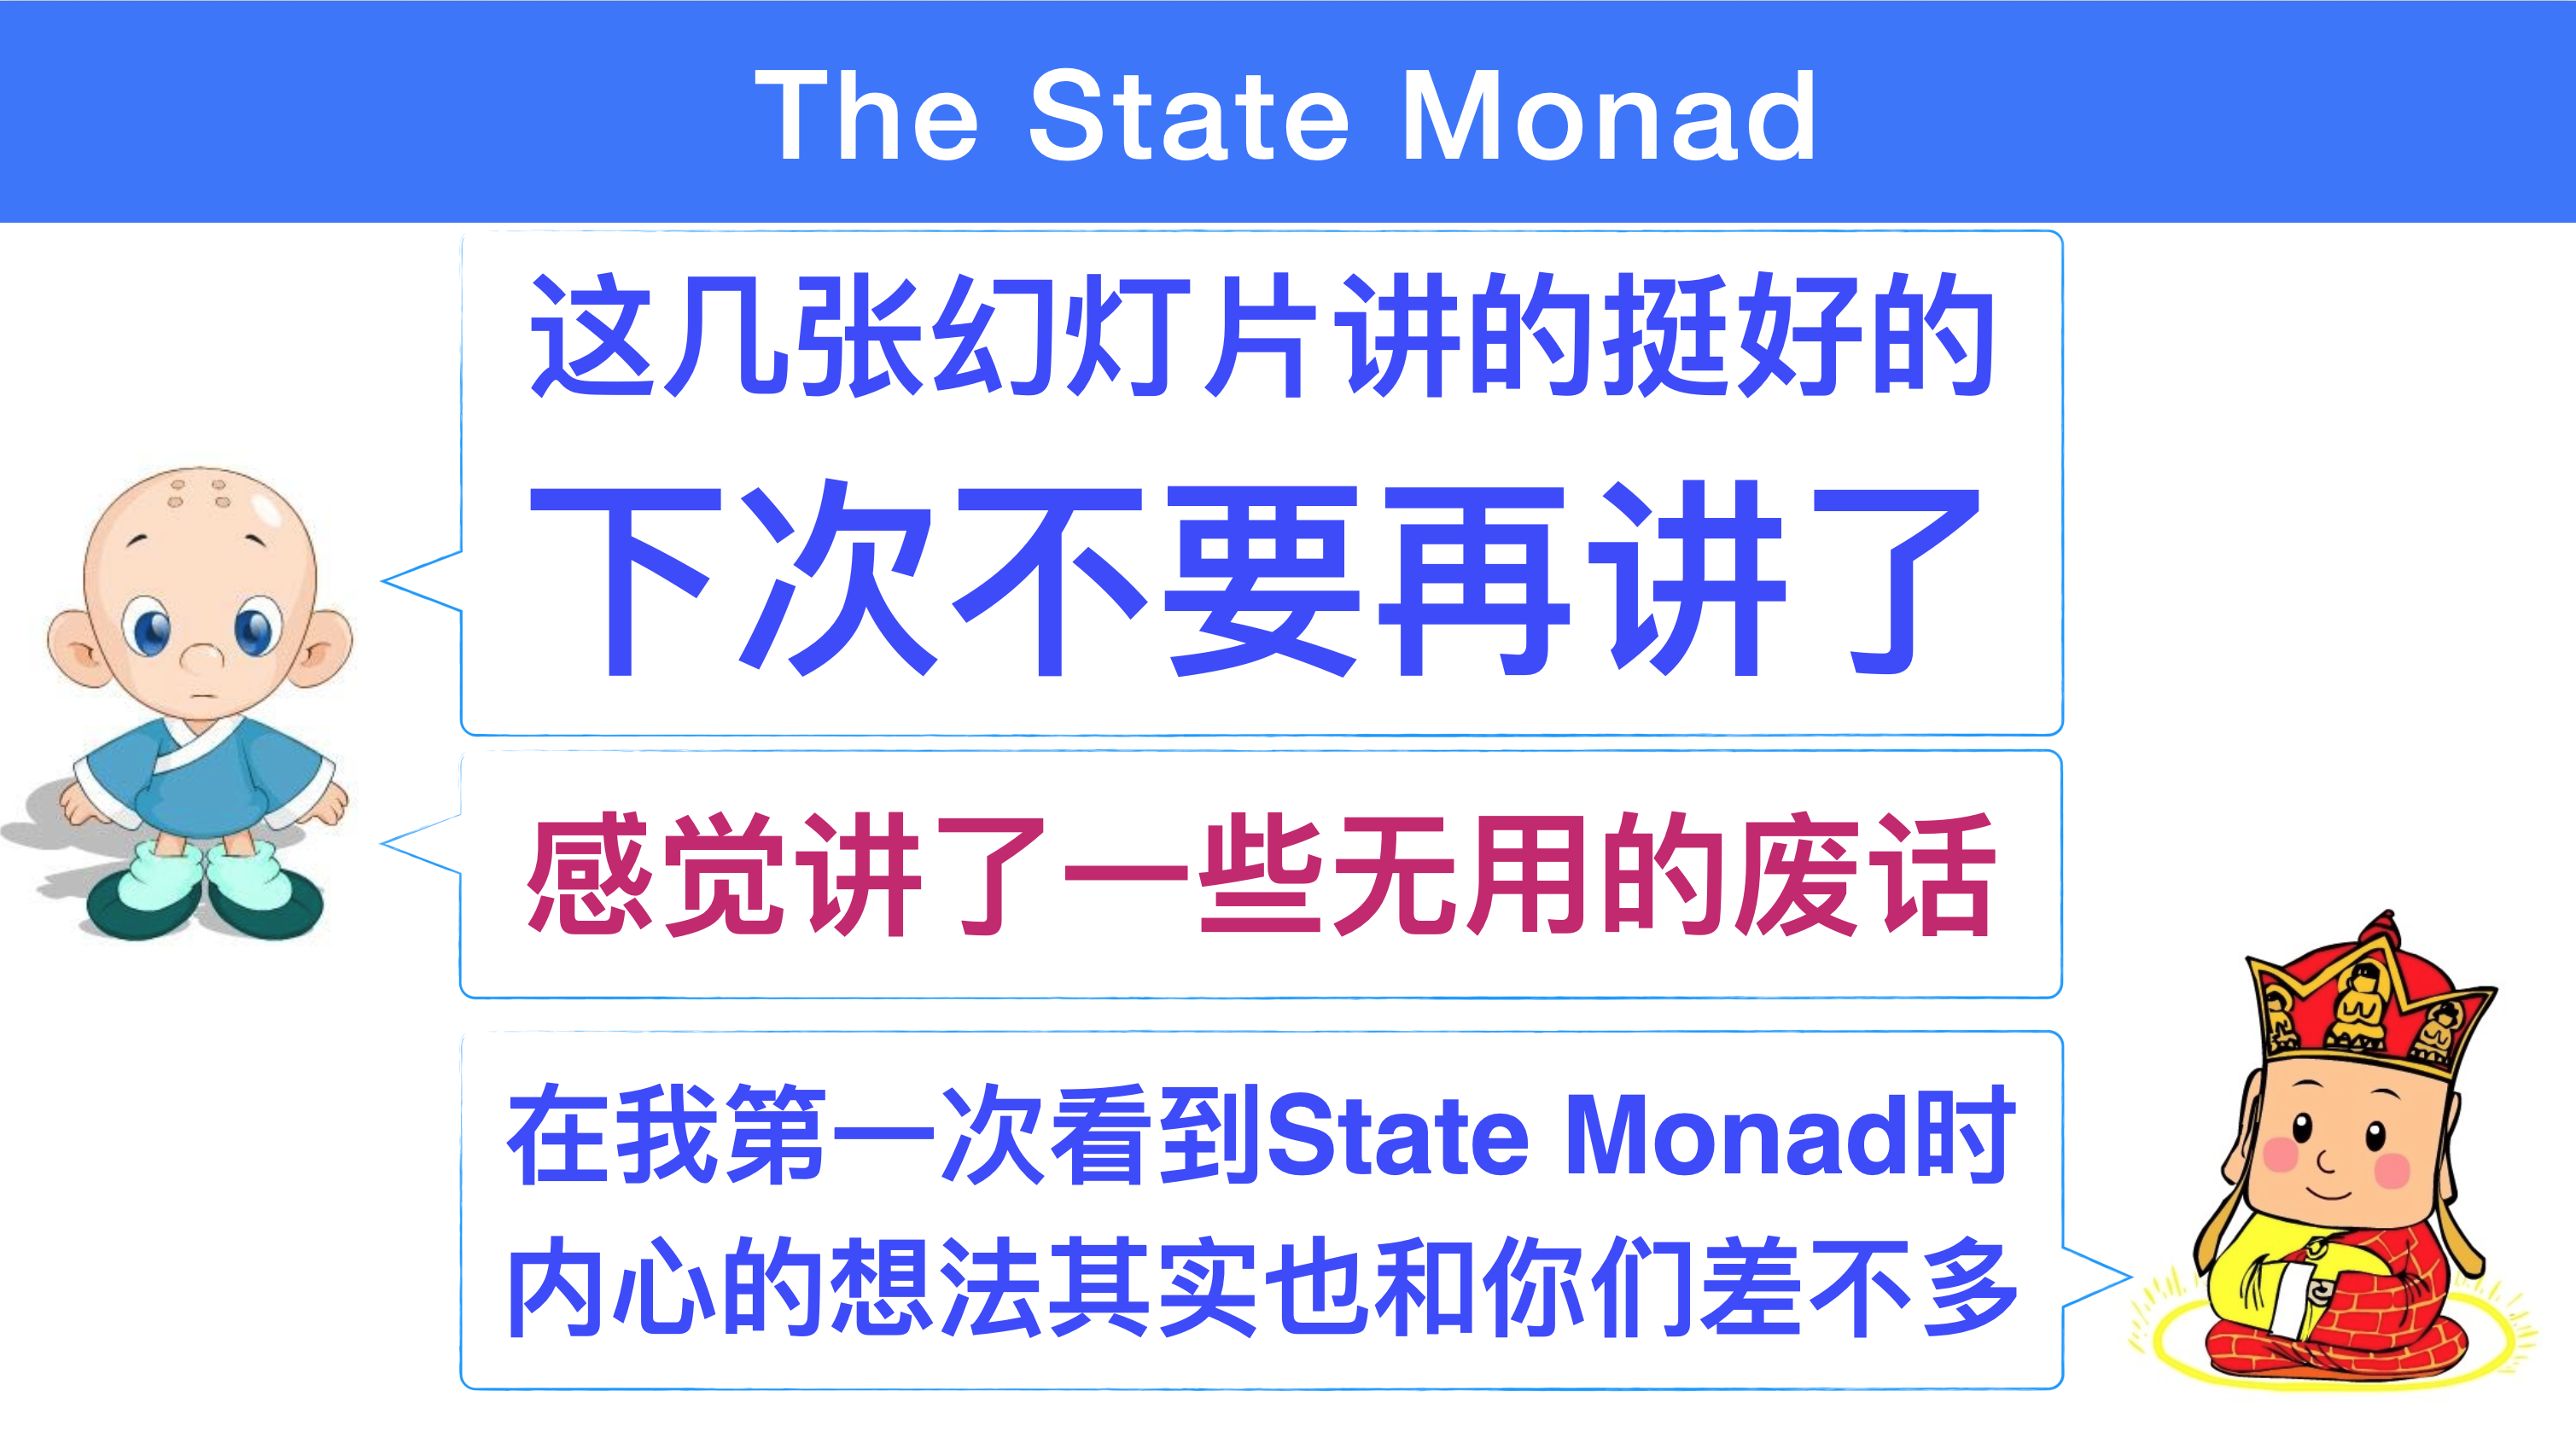 The State Monad
这几张幻灯片讲的挺好的
下次不要再讲了
感觉讲了一些无用的废话
在我第一次看到State Monad时
内心的想法其实也和你们差不多